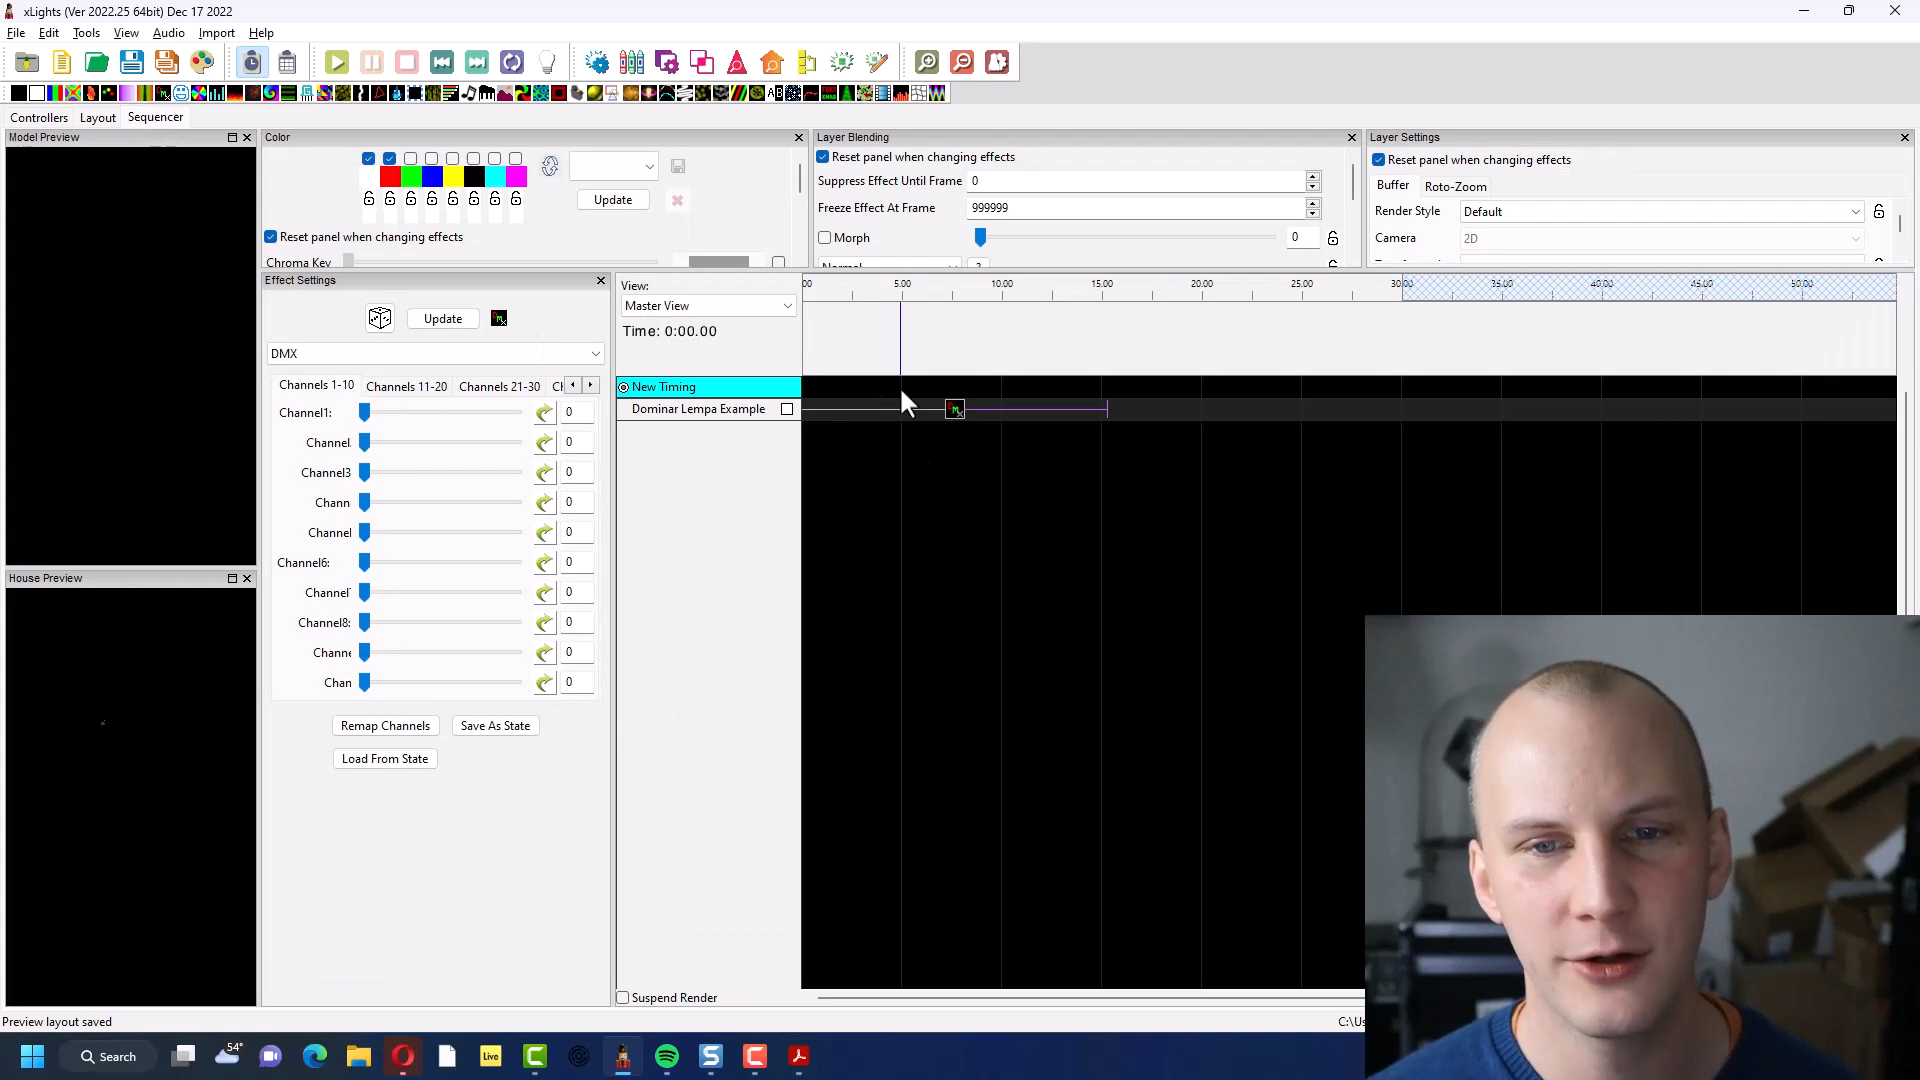 xLights (Ver 2022.25 64bit) Dec 17 2022
File Edit Tools View Audio Import Help
Controllers Layout Sequencer
Model Preview
Color
Layer Blending
Layer Settings
Reset panel when changing effects
Reset panel when changing effects
Suppress Effect Until Frame 0
Buffer Roto-Zoom
Update
Freeze Effect At Frame 999999
Render Style Default
Reset panel when changing effects
Morph 0
Camera 2D
Chroma Key
Effect Settings
View:
00 5.00 10.00 15.00 20.00 25.00 30.00 35.00 40.00 45.00 50.00
Master View
Update
Time: 0:00.00
DMX
Channels 1-10 Channels 11-20 Channels 21-30 Ch
New Timing
Channel1: 0
Dominar Lempa Example
Channel 0
Channel3 0
Chann 0
Channel 0
Channel6: 0
House Preview
Channel 0
Channel8: 0
Channe 0
Chan 0
Remap Channels Save As State
Load From State
Suspend Render
Preview layout saved
C:\Us
Search
54°
Live